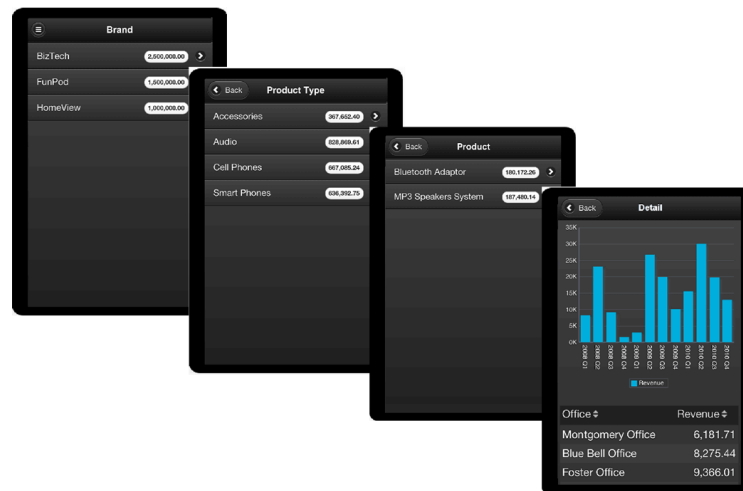 Brand
BizTech 2,500,008.00
FunPod 1,500,008.00
HomeView 1,000,008.00
Back Product Type
Accessories 367,652.40
Audio 828,869.61
Cell Phones 667,085.24
Smart Phones 636,392.75
Back Product
Bluetooth Adaptor 180,172.26
MP3 Speakers System 187,480.14
Back Detail
35K
30K
25K
20K
15K
10K
5K
0K
2008 Q1 2008 Q2 2008 Q3 2008 Q4 2009 Q1 2009 Q2 2009 Q3 2009 Q4 2010 Q1 2010 Q2 2010 Q3 2010 Q4
Revenue
Office Revenue
Montgomery Office 6,181.71
Blue Bell Office 8,275.44
Foster Office 9,366.01